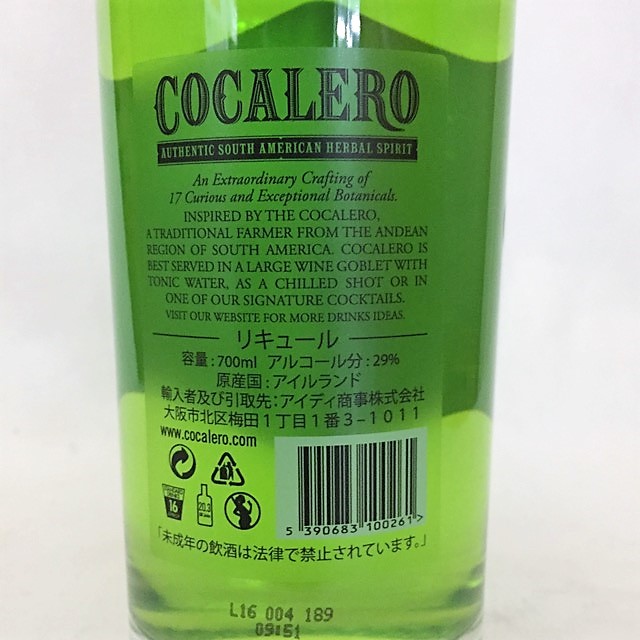 COCALERO
AUTHENTIC SOUTH AMERICAN HERBAL SPIRIT
An Extraordinary Crafting of
17 Curious and Exceptional Botanicals.
INSPIRED BY THE COCALERO,
A TRADITIONAL FARMER FROM THE ANDEAN
REGION OF SOUTH AMERICA. COCALERO IS
BEST SERVED IN A LARGE WINE GOBLET WITH
TONIC WATER, AS A CHILLED SHOT OR IN
ONE OF OUR SIGNATURE COCKTAILS.
VISIT OUR WEBSITE FOR MORE DRINKS IDEAS.
リキュール
容量:700ml アルコール分:29%
原産国:アイルランド
輸入者及び引取先:アイディ商事株式会社
大阪市北区梅田1丁目1番3-1011
www.cocalero.com
16
20.3
5 390683 100261>
「未成年の飲酒は法律で禁止されています。」
L16 004 189
09:51